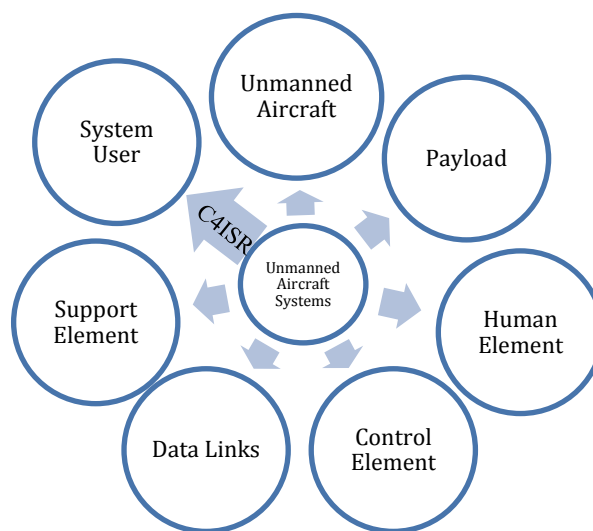 Unmanned
Aircraft
System
User
Payload
C4ISR
Unmanned
Aircraft
Systems
Support
Element
Human
Element
Data Links
Control
Element